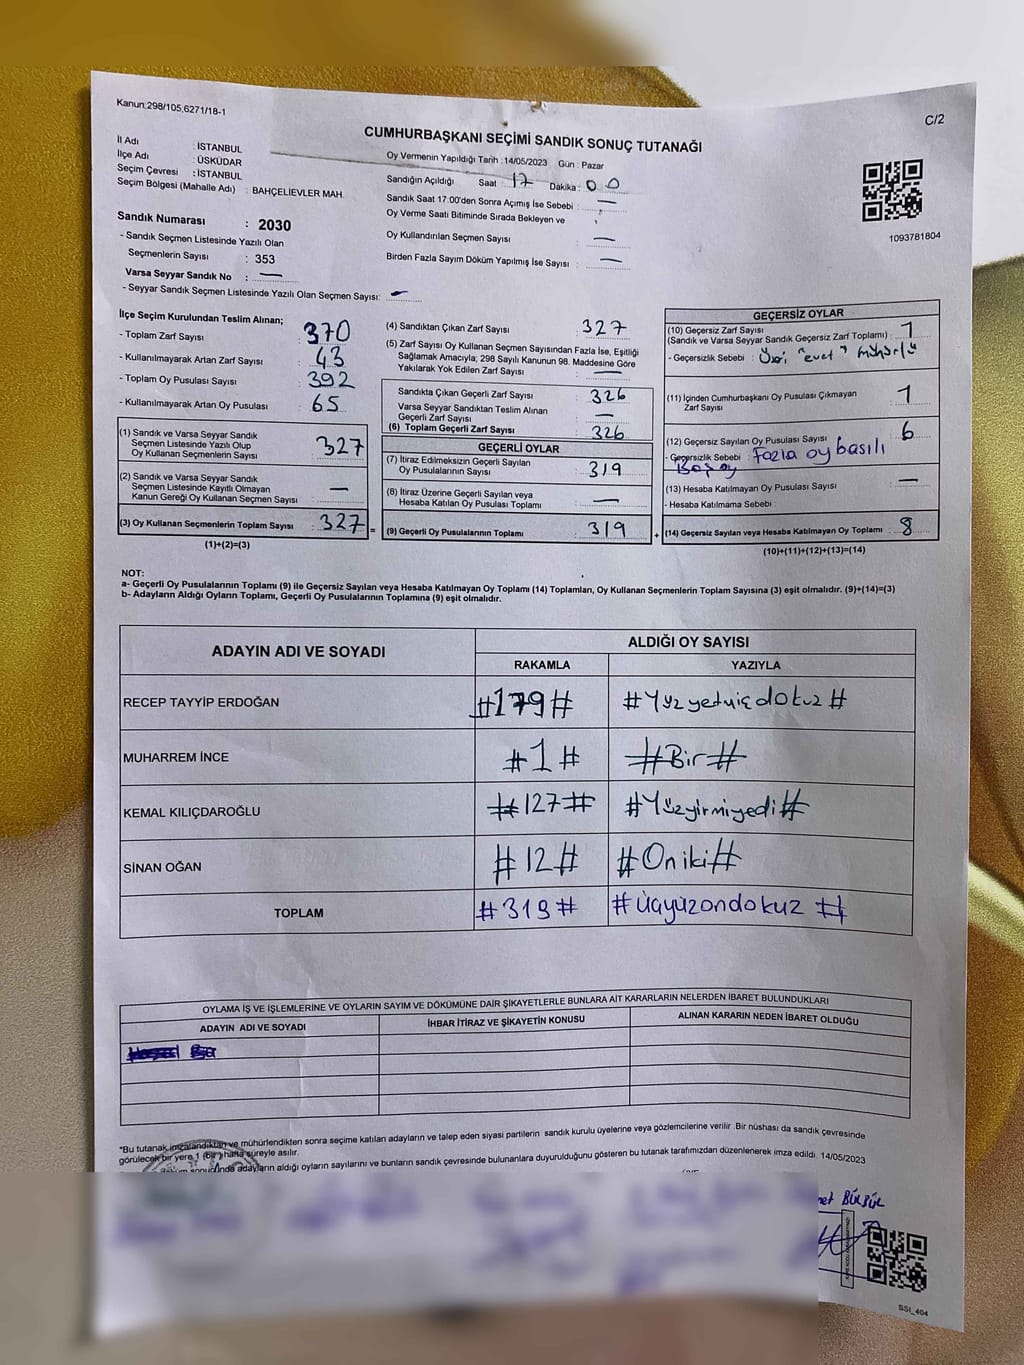 Kanun;298/105,6271/18-1
C/2
CUMHURBAŞKANI SEÇİMİ SANDIK SONUÇ TUTANAĞI
İl Adı : İSTANBUL
İlçe Adı : ÜSKÜDAR
Seçim Çevresi : İSTANBUL
Seçim Bölgesi (Mahalle Adı) : BAHÇELİEVLER MAH.
Sandık Numarası : 2030
- Sandık Seçmen Listesinde Yazılı Olan
Seçmenlerin Sayısı : 353
Varsa Seyyar Sandık No : —
- Seyyar Sandık Seçmen Listesinde Yazılı Olan Seçmen Sayısı: —
Oy Vermenin Yapıldığı Tarih : 14/05/2023 Gün : Pazar
Sandığın Açıldığı Saat : 17 Dakika : 00
Sandık Saat 17:00'den Sonra Açımış İse Sebebi : —
Oy Verme Saati Bitiminde Sırada Bekleyen ve
Oy Kullandırılan Seçmen Sayısı —
Birden Fazla Sayım Döküm Yapılmış İse Sayısı : —
1093781804
İlçe Seçim Kurulundan Teslim Alınan;
- Toplam Zarf Sayısı : 370
- Kullanılmayarak Artan Zarf Sayısı : 43
- Toplam Oy Pusulası Sayısı : 392
- Kullanılmayarak Artan Oy Pusulası : 65
(1) Sandık ve Varsa Seyyar Sandık
Seçmen Listesinde Yazılı Olup
Oy Kullanan Seçmenlerin Sayısı : 327
(2) Sandık ve Varsa Seyyar Sandık
Seçmen Listesinde Kayıtlı Olmayan
Kanun Gereği Oy Kullanan Seçmen Sayısı : —
(3) Oy Kullanan Seçmenlerin Toplam Sayısı : 327 =
(1)+(2)=(3)
(4) Sandıktan Çıkan Zarf Sayısı : 327
(5) Zarf Sayısı Oy Kullanan Seçmen Sayısından Fazla İse, Eşitliği
Sağlamak Amacıyla; 298 Sayılı Kanunun 98. Maddesine Göre
Yakılarak Yok Edilen Zarf Sayısı : —
Sandıkta Çıkan Geçerli Zarf Sayısı : 326
Varsa Seyyar Sandıktan Teslim Alınan
Geçerli Zarf Sayısı : —
(6) Toplam Geçerli Zarf Sayısı : 326
GEÇERLİ OYLAR
(7) İtiraz Edilmeksizin Geçerli Sayılan
Oy Pusulalarının Sayısı : 319
(8) İtiraz Üzerine Geçerli Sayılan veya
Hesaba Katılan Oy Pusulası Toplamı : —
(9) Geçerli Oy Pusulalarının Toplamı : 319 +
GEÇERSİZ OYLAR
(10) Geçersiz Zarf Sayısı
(Sandık ve Varsa Seyyar Sandık Geçersiz Zarf Toplamı) : 1
- Geçersizlik Sebebi : Üzeri "evet" mühürlü
(11) İçinden Cumhurbaşkanı Oy Pusulası Çıkmayan
Zarf Sayısı : 1
(12) Geçersiz Sayılan Oy Pusulası Sayısı : 6
- Geçersizlik Sebebi : Fazla oy basılı
Boş oy
(13) Hesaba Katılmayan Oy Pusulası Sayısı : —
- Hesaba Katılmama Sebebi :
(14) Geçersiz Sayılan veya Hesaba Katılmayan Oy Toplamı : 8
(10)+(11)+(12)+(13)=(14)
NOT:
a- Geçerli Oy Pusulalarının Toplamı (9) ile Geçersiz Sayılan veya Hesaba Katılmayan Oy Toplamı (14) Toplamları, Oy Kullanan Seçmenlerin Toplam Sayısına (3) eşit olmalıdır. (9)+(14)=(3)
b- Adayların Aldığı Oyların Toplamı, Geçerli Oy Pusulalarının Toplamına (9) eşit olmalıdır.
ADAYIN ADI VE SOYADI ALDIĞI OY SAYISI
RAKAMLA YAZIYLA
RECEP TAYYİP ERDOĞAN #179# #Yüzyetmişdokuz#
MUHARREM İNCE #1# #Bir#
KEMAL KILIÇDAROĞLU #127# #Yüzyirmiyedi#
SİNAN OĞAN #12# #Oniki#
TOPLAM #319# #Üçyüzondokuz#
OYLAMA İŞ VE İŞLEMLERİNE VE OYLARIN SAYIM VE DÖKÜMÜNE DAİR ŞİKAYETLERLE BUNLARA AİT KARARLARIN NELERDEN İBARET BULUNDUKLARI
ADAYIN ADI VE SOYADI İHBAR İTİRAZ VE ŞİKAYETİN KONUSU ALINAN KARARIN NEDEN İBARET OLDUĞU
*Bu tutanak imzalandıktan ve mühürlendikten sonra seçime katılan adayların ve talep eden siyasi partilerin sandık kurulu üyelerine veya gözlemcilerine verilir .Bir nüshası da sandık çevresinde
görülecek bir yere 1 (bir) hafta süreyle asılır.
sonucunda adayların aldığı oyların sayılarını ve bunların sandık çevresinde bulunanlara duyurulduğunu gösteren bu tutanak tarafımızdan düzenlenerek imza edildi. 14/05/2023
BÜLBÜL
SSI_404